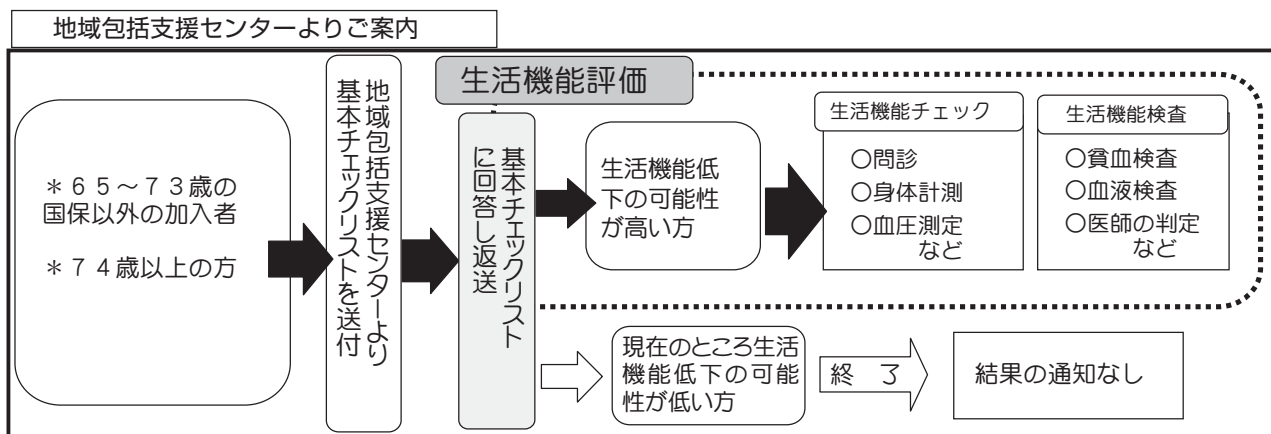 地域包括支援センターよりご案内
＊６５～７３歳の
国保以外の加入者
＊７４歳以上の方
地域包括支援センターより
基本チェックリストを送付
生活機能評価
基本チェックリスト
に回答し返送
生活機能低
下の可能性
が高い方
生活機能チェック
○問診
○身体計測
○血圧測定
など
生活機能検査
○貧血検査
○血液検査
○医師の判定
など
現在のところ生活
機能低下の可能
性が低い方
終 了
結果の通知なし